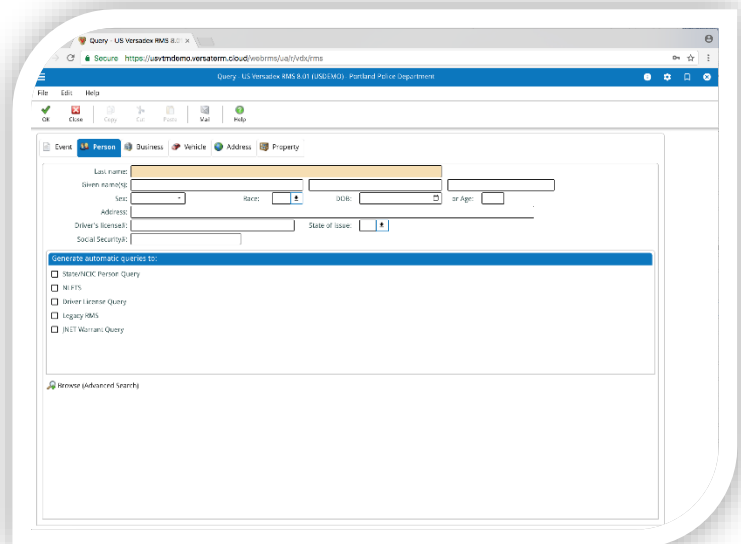 Query - US Versadex RMS 8.0
Secure https://usvtmdemo.versaterm.cloud/webrms/ua/r/vdx/rms
Query - US Versadex RMS 8.01 (USDEMO) - Portland Police Department
File Edit Help
OK Close Copy Cut Paste Mail Help
Event Person Business Vehicle Address Property
Last name:
Given name(s):
Sex: Race: DOB: or Age:
Address:
Driver's license#: State of Issue:
Social Security#:
Generate automatic queries to:
State/NCIC Person Query
NLETS
Driver License Query
Legacy RMS
JNET Warrant Query
Browse (Advanced Search)